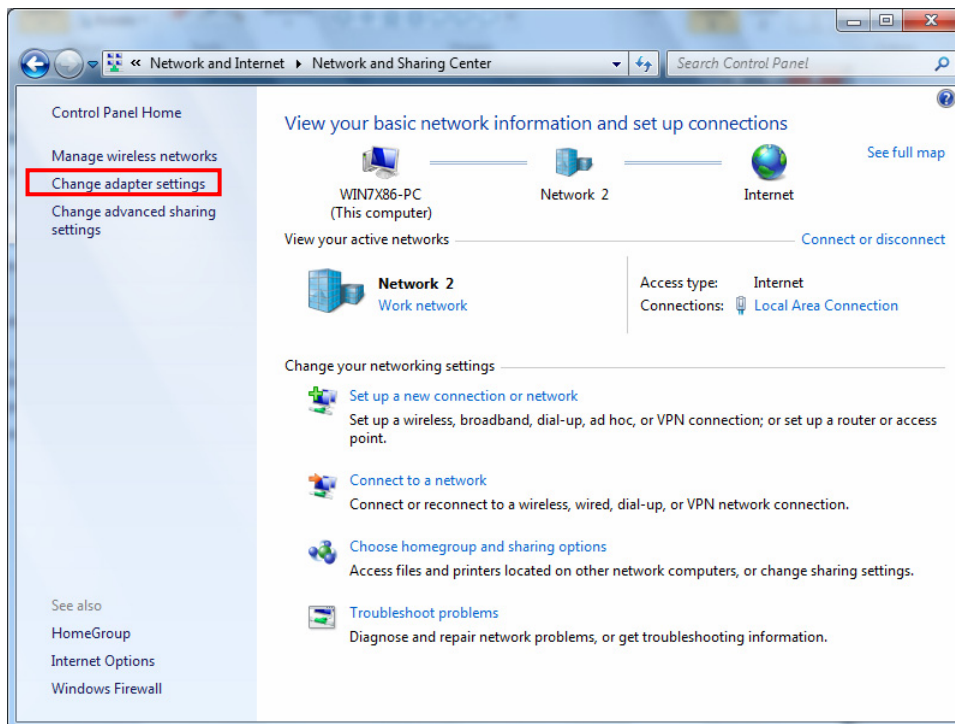 « Network and Internet ▸ Network and Sharing Center
Search Control Panel
Control Panel Home
Manage wireless networks
Change adapter settings
Change advanced sharing
settings
See also
HomeGroup
Internet Options
Windows Firewall
View your basic network information and set up connections
See full map
WIN7X86-PC
(This computer)
Network 2
Internet
View your active networks
Connect or disconnect
Network 2
Work network
Access type: Internet
Connections: Local Area Connection
Change your networking settings
Set up a new connection or network
Set up a wireless, broadband, dial-up, ad hoc, or VPN connection; or set up a router or access
point.
Connect to a network
Connect or reconnect to a wireless, wired, dial-up, or VPN network connection.
Choose homegroup and sharing options
Access files and printers located on other network computers, or change sharing settings.
Troubleshoot problems
Diagnose and repair network problems, or get troubleshooting information.